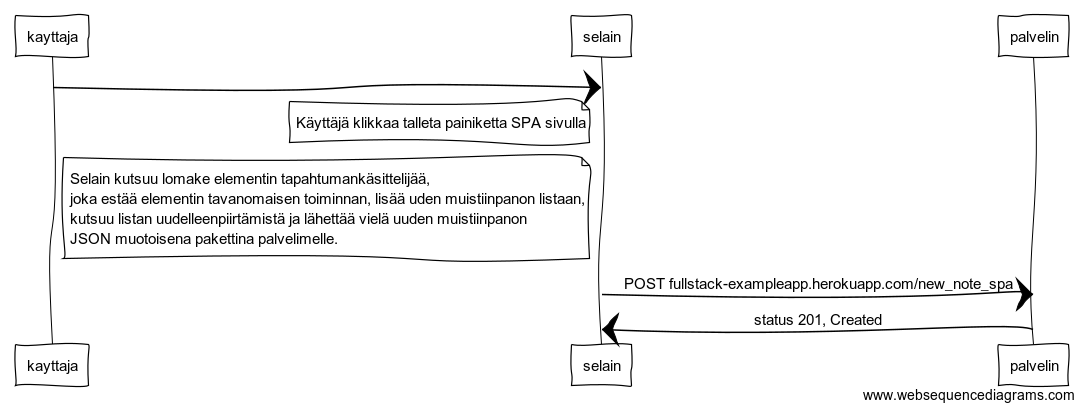 kayttaja
selain
palvelin
Käyttäjä klikkaa talleta painiketta SPA sivulla
Selain kutsuu lomake elementin tapahtumankäsittelijää,
joka estää elementin tavanomaisen toiminnan, lisää uden muistiinpanon listaan,
kutsuu listan uudelleenpiirtämistä ja lähettää vielä uuden muistiinpanon
JSON muotoisena pakettina palvelimelle.
POST fullstack-exampleapp.herokuapp.com/new_note_spa
status 201, Created
kayttaja
selain
palvelin
www.websequencediagrams.com